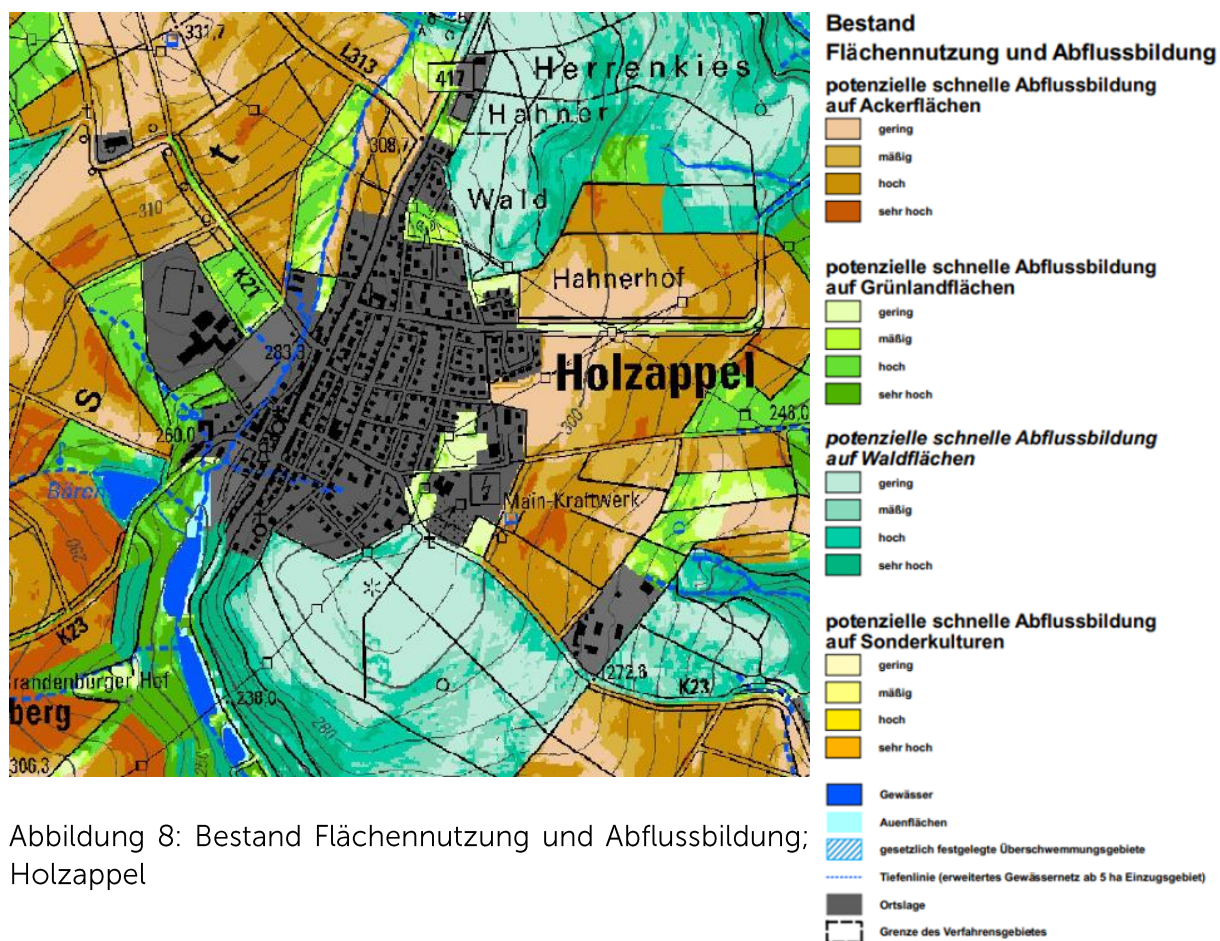 331,7
L313
417
Herrenkies
Hahner
308,7
Wald
310
K21
Hahnerhof
283,3
Holzappel
S
t
300
248,0
260,0
Bärch
Main-Kraftwerk
290
K23
272,8
K23
randenburger Hof
berg
238,0
280
306,3
Abbildung 8: Bestand Flächennutzung und Abflussbildung;
Holzappel
Bestand
Flächennutzung und Abflussbildung
potenzielle schnelle Abflussbildung
auf Ackerflächen
gering
mäßig
hoch
sehr hoch
potenzielle schnelle Abflussbildung
auf Grünlandflächen
gering
mäßig
hoch
sehr hoch
potenzielle schnelle Abflussbildung
auf Waldflächen
gering
mäßig
hoch
sehr hoch
potenzielle schnelle Abflussbildung
auf Sonderkulturen
gering
mäßig
hoch
sehr hoch
Gewässer
Auenflächen
gesetzlich festgelegte Überschwemmungsgebiete
Tiefenlinie (erweitertes Gewässernetz ab 5 ha Einzugsgebiet)
Ortslage
Grenze des Verfahrensgebietes